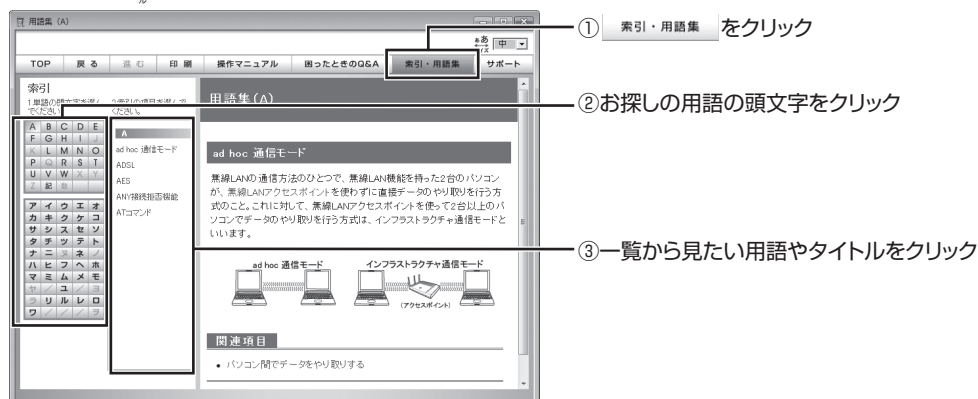 用語集 (A)
中
TOP 戻る 進む 印刷 操作マニュアル 困ったときのQ&A 索引・用語集 サポート
① 索引・用語集 をクリック
②お探しの用語の頭文字をクリック
③一覧から見たい用語やタイトルをクリック
索引
A B C D E
F G H I J
K L M N O
P Q R S T
U V W X Y
Z 記 数
ア イ ウ エ オ
カ キ ク ケ コ
サ シ ス セ ソ
タ チ ツ テ ト
ナ ニ ヌ ネ ノ
ハ ヒ フ ヘ ホ
マ ミ ム メ モ
ヤ ／ ユ ／ ヨ
ラ リ ル レ ロ
ワ ／ ／ ／ ヲ
A
ad hoc 通信モード
ADSL
AES
ANY接続拒否機能
ATコマンド
用語集(A)
ad hoc 通信モード
無線LANの通信方法のひとつで、無線LAN機能を持った2台のパソコン
が、無線LANアクセスポイントを使わずに直接データのやり取りを行う方
式のこと。これに対して、無線LANアクセスポイントを使って2台以上のパ
ソコンでデータのやり取りを行う方式は、インフラストラクチャ通信モードと
いいます。
ad hoc 通信モード インフラストラクチャ通信モード
(アクセスポイント)
関連項目
• パソコン間でデータをやり取りする